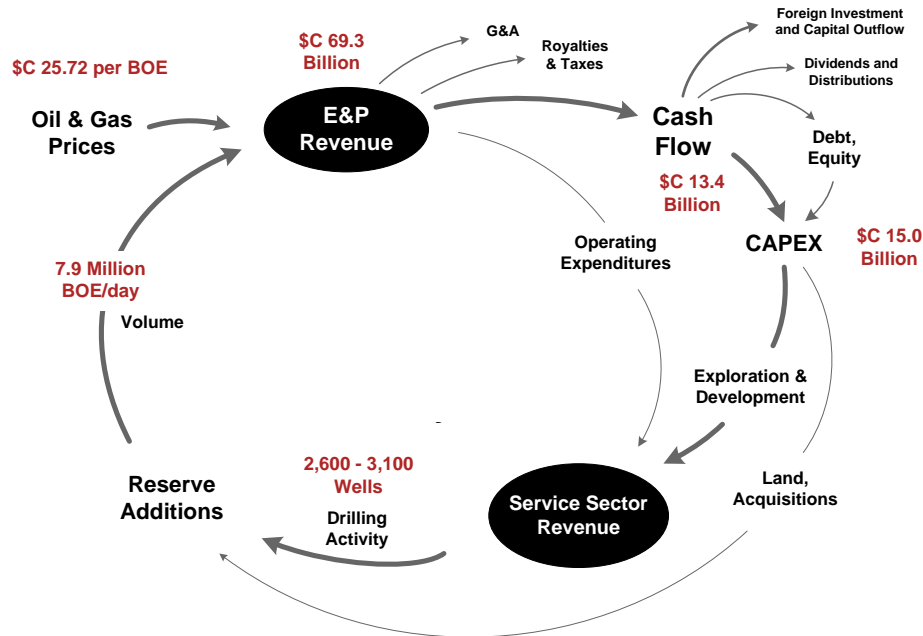 Foreign Investment
and Capital Outflow
G&A
$C 69.3
Billion
Royalties
& Taxes
$C 25.72 per BOE
Dividends and
Distributions
Oil & Gas
Prices
E&P
Revenue
Cash
Flow
Debt,
Equity
$C 13.4
Billion
CAPEX
$C 15.0
Billion
Operating
Expenditures
7.9 Million
BOE/day
Volume
Exploration &
Development
2,600 - 3,100
Wells
Reserve
Additions
Drilling
Activity
Service Sector
Revenue
Land,
Acquisitions